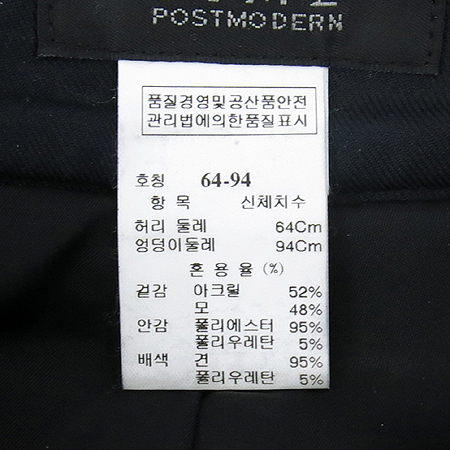 POSTMODERN
품질경영및공산품안전
관리법에의한품질표시
호칭 64-94
항 목 신체치수
허리 둘레 64Cm
엉덩이둘레 94Cm
혼 용 율 (%)
겉감 아크릴 52%
모 48%
안감 폴리에스터 95%
폴리우레탄 5%
배색 견 95%
폴리우레탄 5%